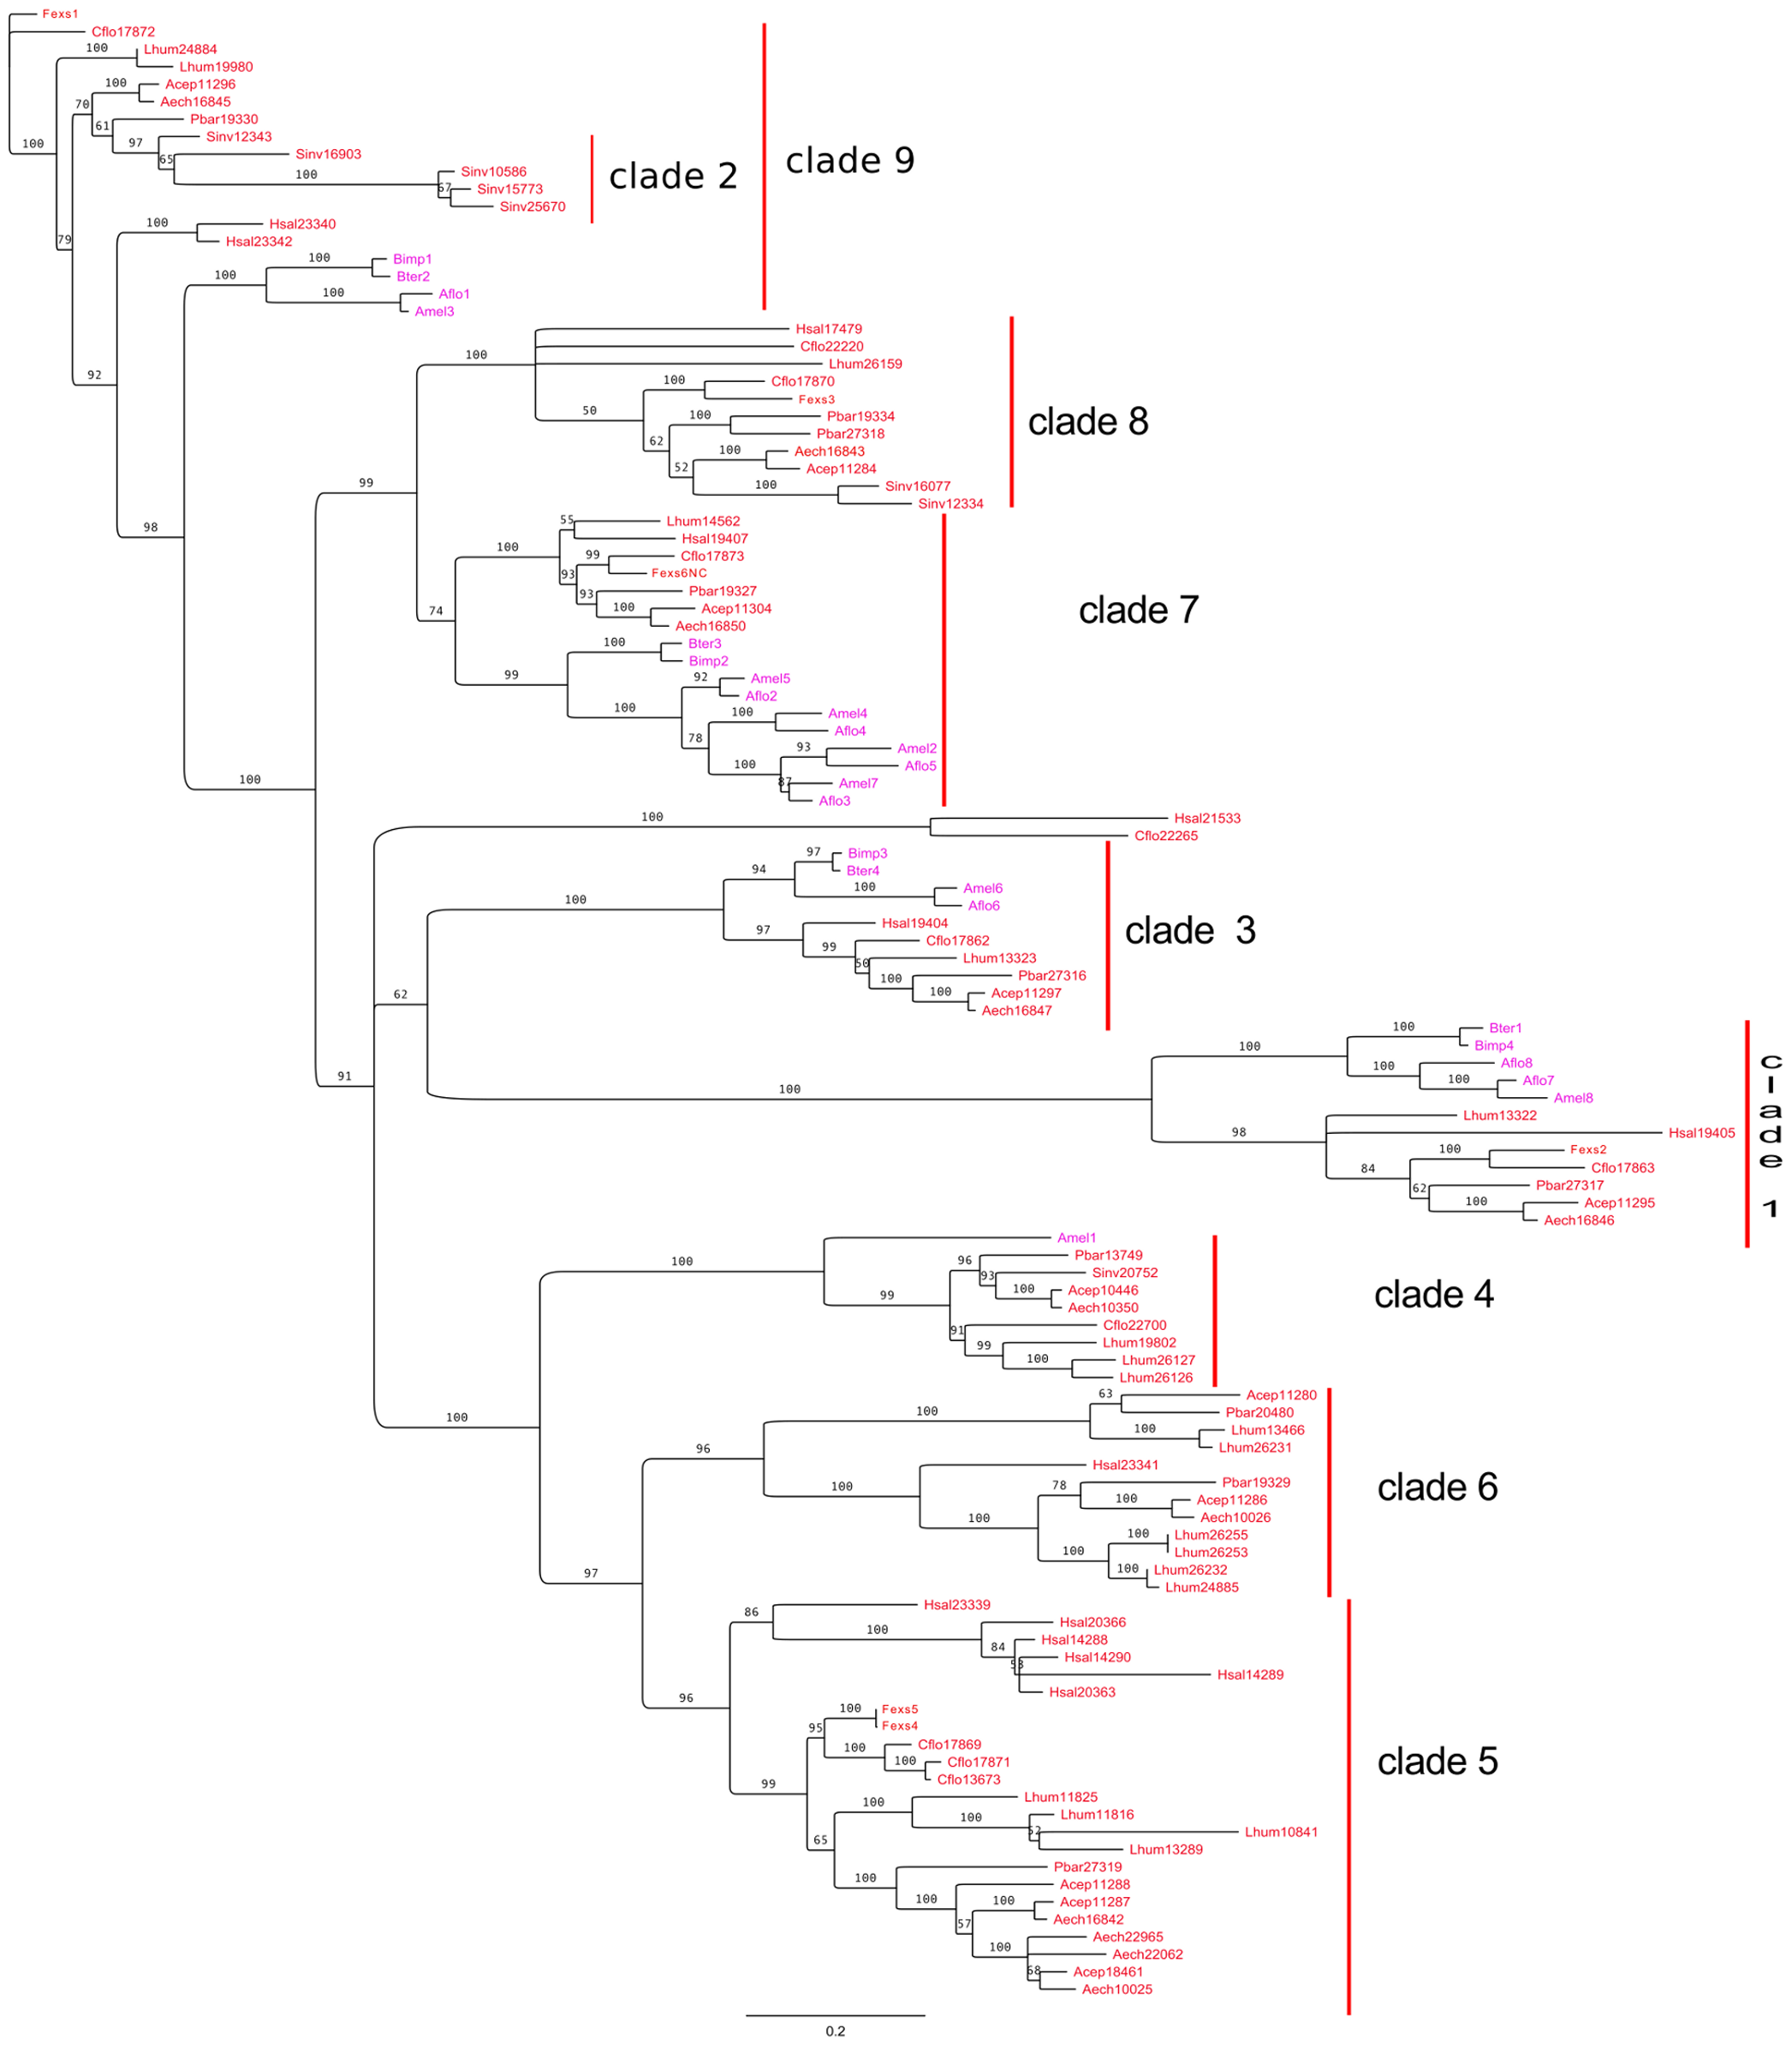 Fexs1
Cflo17872
100 Lhum24884
Lhum19980
100 Acep11296
70 Aech16845
61 Pbar19330
100 97 Sinv12343
65 Sinv16903
clade 9
100 Sinv10586
clade 2
67 Sinv15773
Sinv25670
100 Hsal23340
79 Hsal23342
100 Bimp1
100 Bter2
100 Aflo1
Amel3
Hsal17479
100 Cflo22220
Lhum26159
92 100 Cflo17870
Fexs3
50 100 Pbar19334
clade 8
62 Pbar27318
100 Aech16843
52 Acep11284
99 100 Sinv16077
Sinv12334
98 55 Lhum14562
Hsal19407
100 99 Cflo17873
93 Fexs6NC
93 Pbar19327
74 100 Acep11304
clade 7
Aech16850
100 Bter3
Bimp2
99 92 Amel5
Aflo2
100 100 Amel4
Aflo4
78 93 Amel2
100 Aflo5
100 87 Amel7
Aflo3
100 Hsal21533
Cflo22265
97 Bimp3
94 Bter4
100 100 Amel6
Aflo6
97 Hsal19404
clade 3
99 Cflo17862
50 Lhum13323
100 Pbar27316
62 100 Acep11297
Aech16847
100 Bter1
100 Bimp4
100 Aflo8
91 100 Aflo7
100 Amel8
98 Lhum13322
Hsal19405
100 Fexs2
84 Cflo17863
62 Pbar27317
100 Acep11295
Aech16846
clade 1
100 Amel1
96 Pbar13749
93 Sinv20752
99 100 Acep10446
clade 4
Aech10350
91 Cflo22700
99 Lhum19802
100 Lhum26127
Lhum26126
100 63 Acep11280
100 Pbar20480
100 Lhum13466
96 Lhum26231
100 Hsal23341
clade 6
78 Pbar19329
100 100 Acep11286
Aech10026
100 100 Lhum26255
Lhum26253
97 100 Lhum26232
Lhum24885
86 Hsal23339
100 Hsal20366
84 Hsal14288
53 Hsal14290
Hsal14289
96 Hsal20363
100 Fexs5
95 Fexs4
100 Cflo17869
clade 5
100 Cflo17871
99 Cflo13673
100 Lhum11825
100 Lhum11816
65 52 Lhum10841
Lhum13289
100 Pbar27319
100 Acep11288
100 Acep11287
57 Aech16842
100 Aech22965
Aech22062
68 Acep18461
Aech10025
0.2